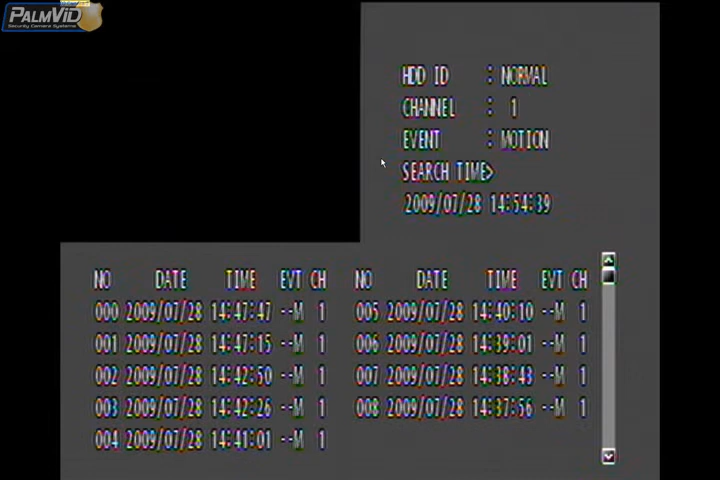 PALMVID
Security Camera Systems
HDD ID : NORMAL
CHANNEL : 1
EVENT : MOTION
SEARCH TIME>
2009/07/28 14:54:39
NO DATE TIME EVT CH NO DATE TIME EVT CH
000 2009/07/28 14:47:47 --M 1 005 2009/07/28 14:40:10 --M 1
001 2009/07/28 14:47:15 --M 1 006 2009/07/28 14:39:01 --M 1
002 2009/07/28 14:42:50 --M 1 007 2009/07/28 14:38:43 --M 1
003 2009/07/28 14:42:26 --M 1 008 2009/07/28 14:37:56 --M 1
004 2009/07/28 14:41:01 --M 1